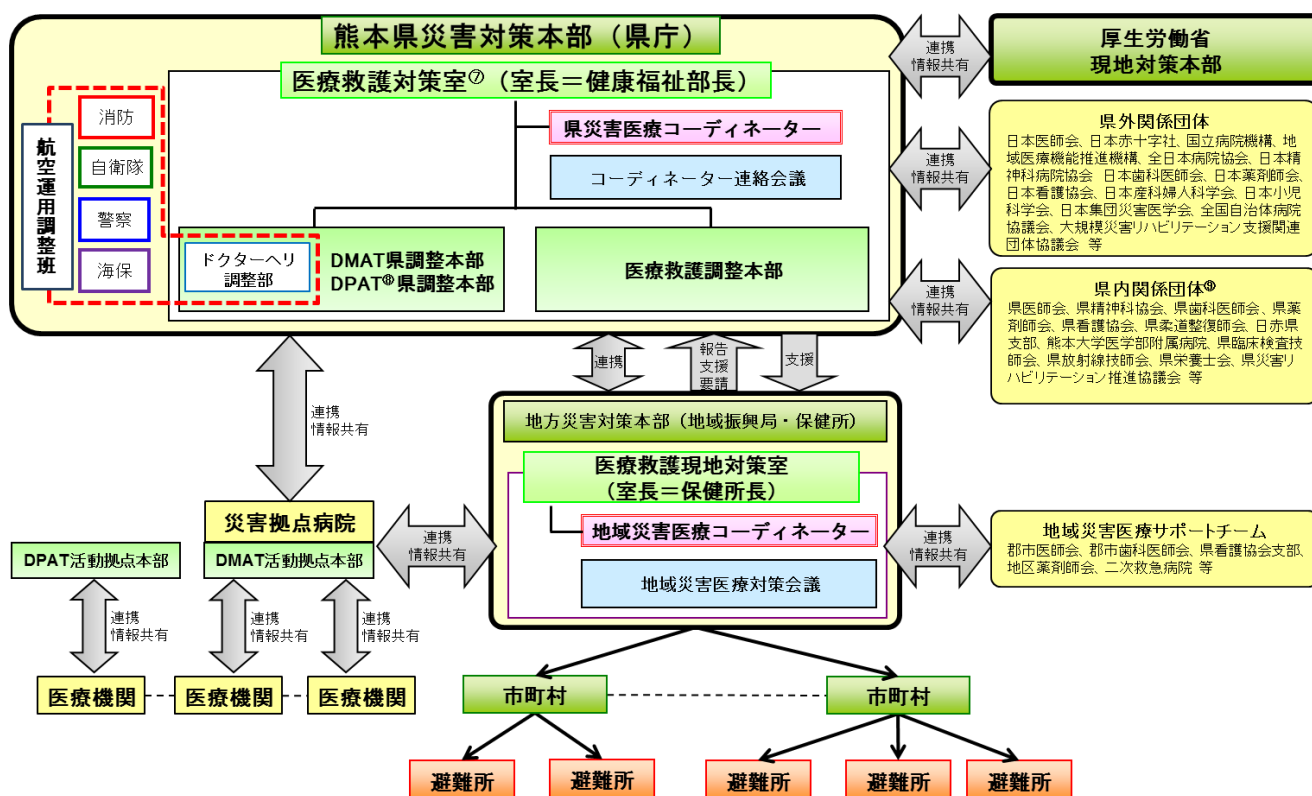 熊本県災害対策本部（県庁）
医療救護対策室⑦（室長＝健康福祉部長）
航空運用調整班
消防
自衛隊
警察
海保
県災害医療コーディネーター
コーディネーター連絡会議
ドクターヘリ
調整部
DMAT県調整本部
DPAT⑧県調整本部
医療救護調整本部
連携
情報共有
厚生労働省
現地対策本部
連携
情報共有
県外関係団体
日本医師会、日本赤十字社、国立病院機構、地
域医療機能推進機構、全日本病院協会、日本精
神科病院協会 日本歯科医師会、日本薬剤師会、
日本看護協会、日本産科婦人科学会、日本小児
科学会、日本集団災害医学会、全国自治体病院
協議会、大規模災害リハビリテーション支援関連
団体協議会 等
連携
情報共有
県内関係団体⑨
県医師会、県精神科協会、県歯科医師会、県薬
剤師会、県看護協会、県柔道整復師会、日赤県
支部、熊本大学医学部附属病院、県臨床検査技
師会、県放射線技師会、県栄養士会、県災害リ
ハビリテーション推進協議会 等
連携
報告
支援
要請
支援
連携
情報共有
地方災害対策本部（地域振興局・保健所）
医療救護現地対策室
（室長＝保健所長）
地域災害医療コーディネーター
地域災害医療対策会議
連携
情報共有
地域災害医療サポートチーム
郡市医師会、郡市歯科医師会、県看護協会支部、
地区薬剤師会、二次救急病院 等
災害拠点病院
DPAT活動拠点本部
DMAT活動拠点本部
連携
情報共有
連携
情報共有
連携
情報共有
連携
情報共有
医療機関
医療機関
医療機関
市町村
市町村
避難所
避難所
避難所
避難所
避難所